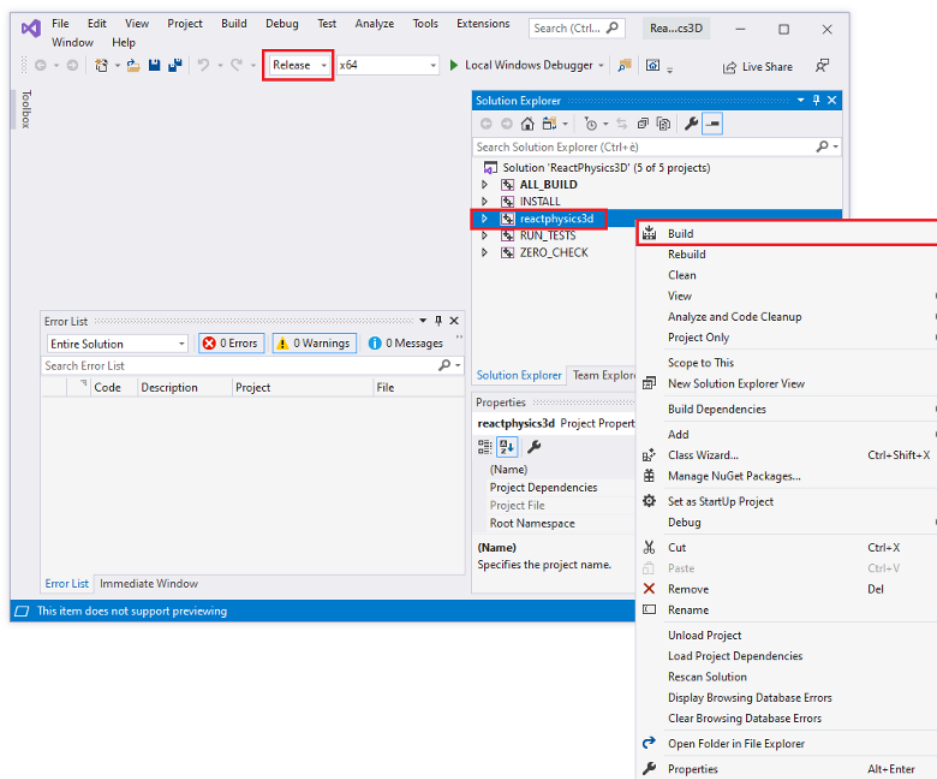 File Edit View Project Build Debug Test Analyze Tools Extensions Search (Ctrl... Rea...cs3D
Window Help
Release x64 Local Windows Debugger Live Share
Toolbox
Solution Explorer
Search Solution Explorer (Ctrl+è)
Solution 'ReactPhysics3D' (5 of 5 projects)
ALL_BUILD
INSTALL
reactphysics3d
RUN_TESTS
ZERO_CHECK
Solution Explorer Team Explore
Error List
Entire Solution 0 Errors 0 Warnings 0 Messages
Search Error List
Code Description Project File
Error List Immediate Window
Properties
reactphysics3d Project Propert
(Name)
Project Dependencies
Project File
Root Namespace
(Name)
Specifies the project name.
This item does not support previewing
Build
Rebuild
Clean
View
Analyze and Code Cleanup
Project Only
Scope to This
New Solution Explorer View
Build Dependencies
Add
Class Wizard... Ctrl+Shift+X
Manage NuGet Packages...
Set as StartUp Project
Debug
Cut Ctrl+X
Paste Ctrl+V
Remove Del
Rename
Unload Project
Load Project Dependencies
Rescan Solution
Display Browsing Database Errors
Clear Browsing Database Errors
Open Folder in File Explorer
Properties Alt+Enter